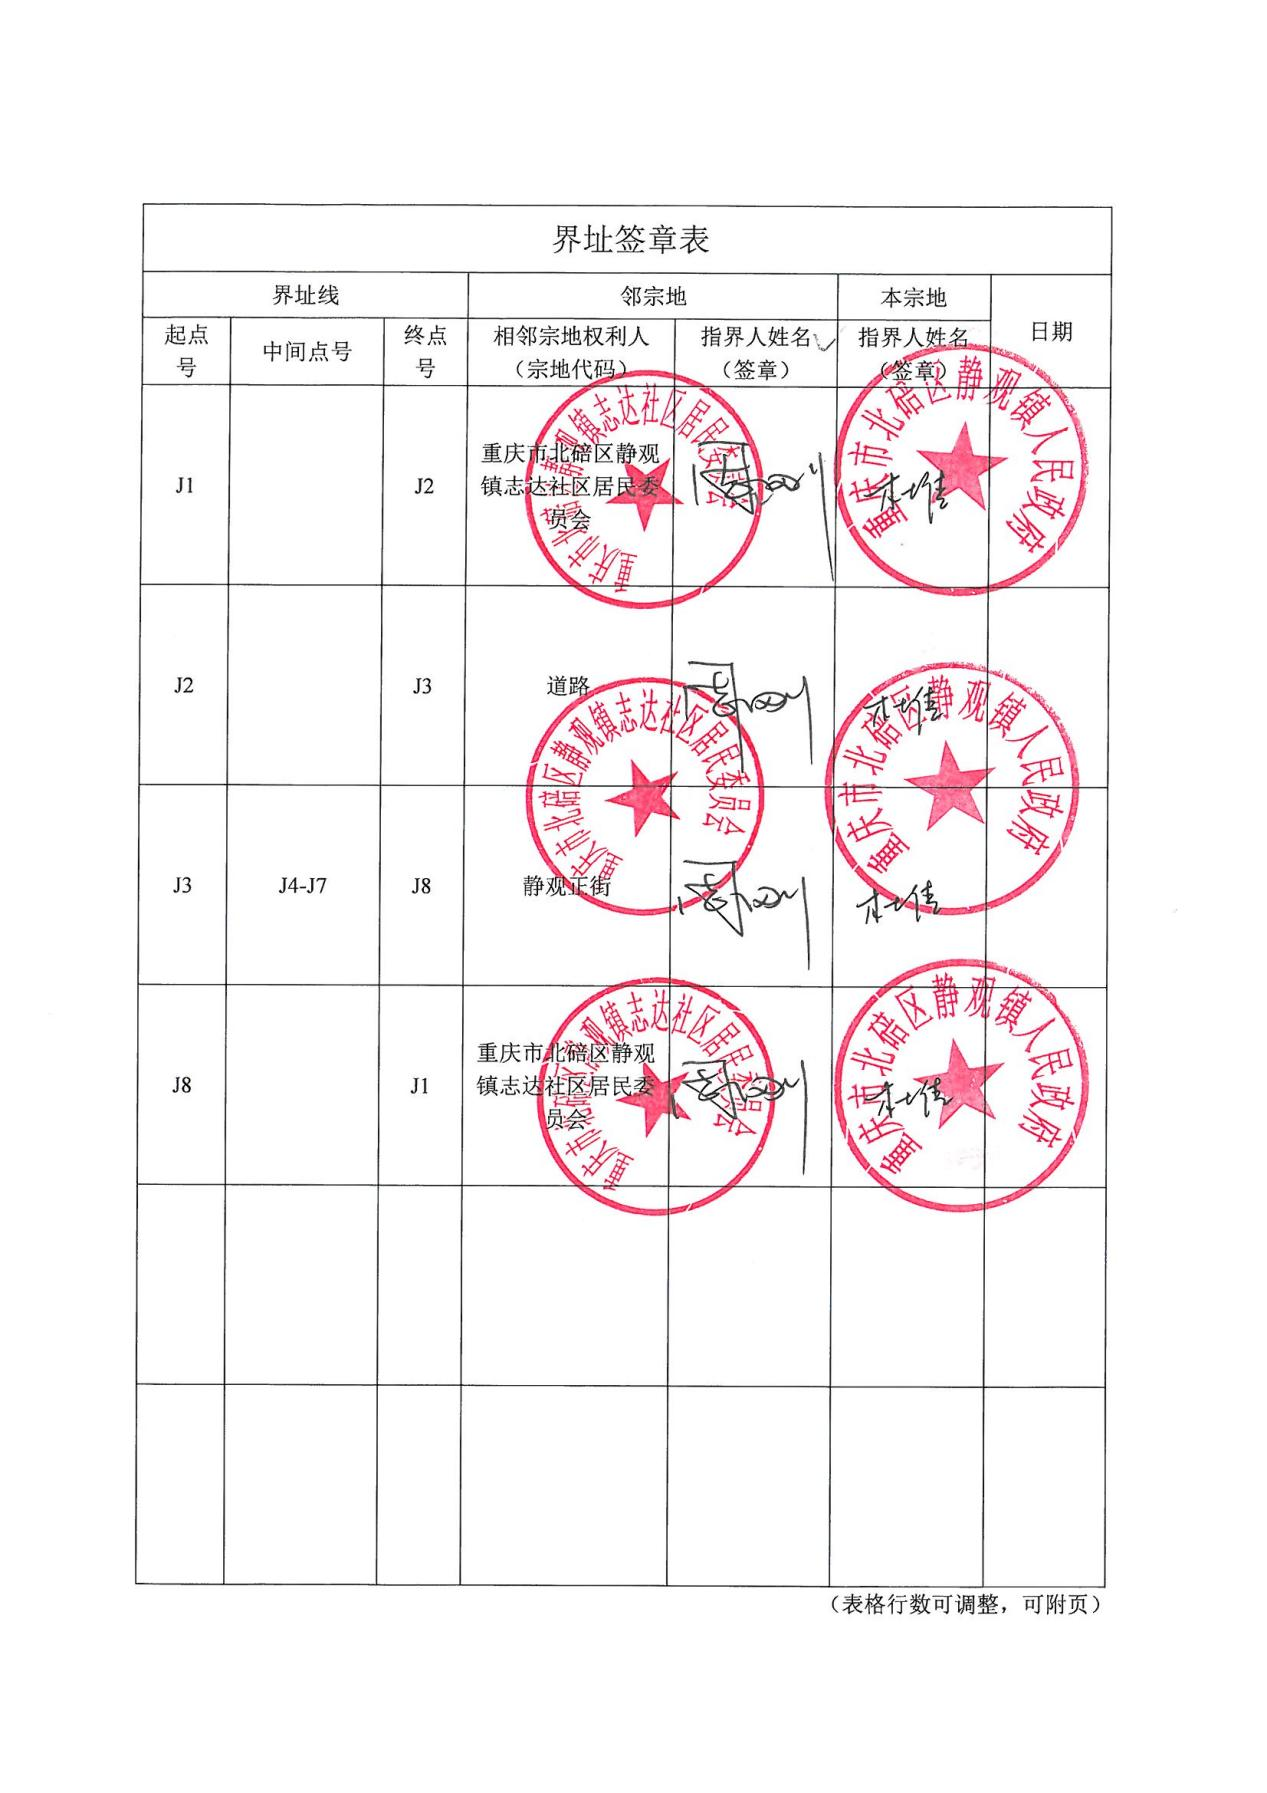 界址签章表
界址线 邻宗地 本宗地 日期
起点号 中间点号 终点号 相邻宗地权利人（宗地代码） 指界人姓名（签章） 指界人姓名（签章）
J1 J2
重庆市北碚区静观
镇志达社区居民委
员会
重庆市北碚区静观镇志达社区居民委员会
重庆市北碚区静观镇人民政府
J2 J3 道路
重庆市北碚区静观镇志达社区居民委员会
重庆市北碚区静观镇人民政府
J3 J4-J7 J8 静观正街
J8 J1
重庆市北碚区静观
镇志达社区居民委
员会
重庆市北碚区静观镇志达社区居民委员会
重庆市北碚区静观镇人民政府
（表格行数可调整，可附页）